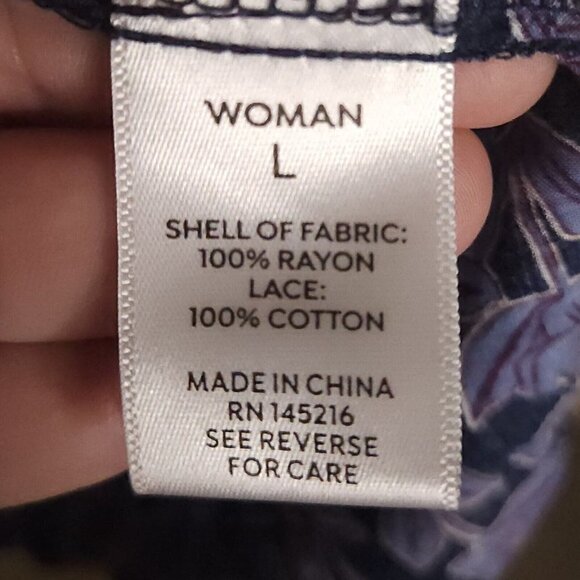 WOMAN
L
SHELL OF FABRIC:
100% RAYON
LACE:
100% COTTON
MADE IN CHINA
RN 145216
SEE REVERSE
FOR CARE